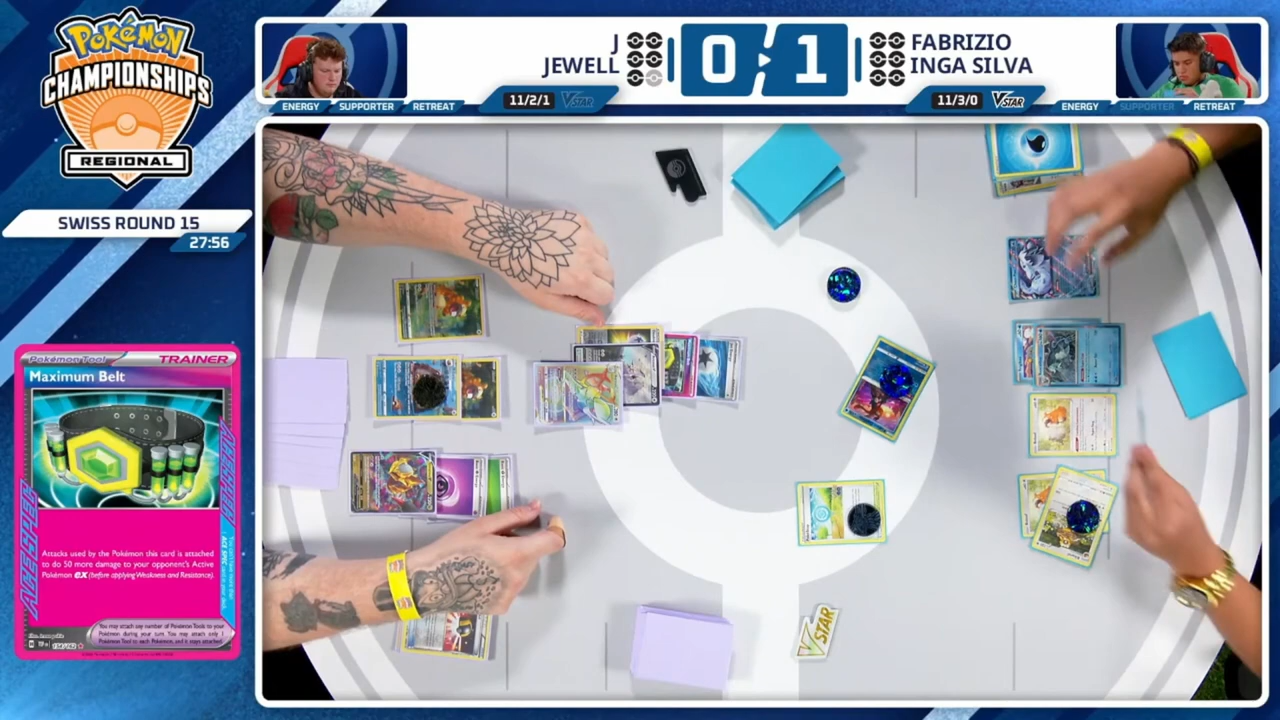 Pokémon
CHAMPIONSHIPS
REGIONAL
SWISS ROUND 15
27:56
J
JEWELL
0
1
FABRIZIO
INGA SILVA
ENERGY
SUPPORTER
RETREAT
11/2/1
VSTAR
11/3/0
VSTAR
ENERGY
SUPPORTER
RETREAT
Pokémon Tool
TRAINER
Maximum Belt
Attacks used by the Pokémon this card is attached
to do 50 more damage to your opponent's Active
Pokémon ex (before applying Weakness and Resistance).
ACE SPEC
You may attach any number of Pokémon Tools to your
Pokémon during your turn. You may attach only 1
Pokémon Tool to each Pokémon, and it stays attached.
VSTAR